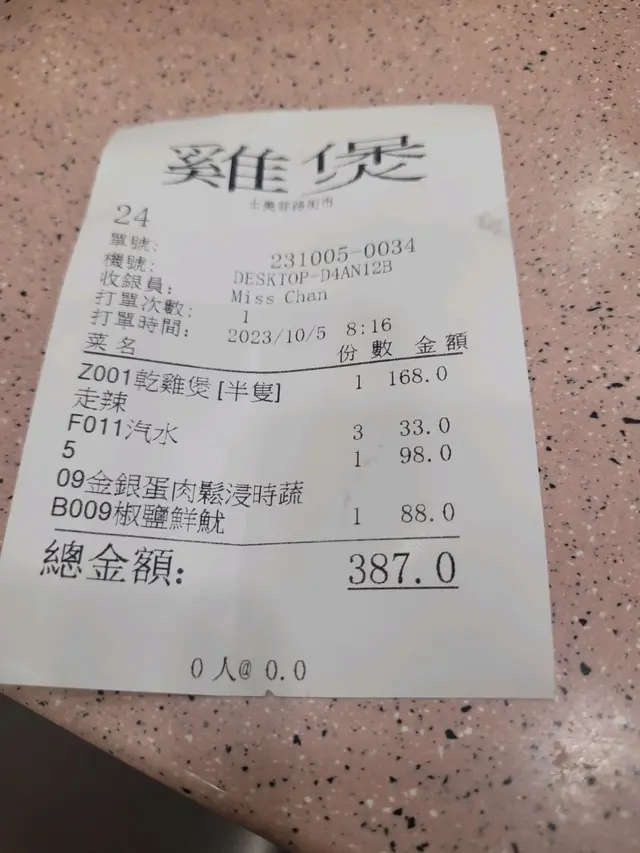 雞煲
士美菲路街市
24
單號: 231005-0034
機號: DESKTOP-D4AN12B
收銀員: Miss Chan
打單次數: 1
打單時間: 2023/10/5 8:16
菜名 份數 金額
Z001乾雞煲[半隻] 1 168.0
走辣
F011汽水 3 33.0
5 1 98.0
09金銀蛋肉鬆浸時蔬
B009椒鹽鮮魷 1 88.0
總金額: 387.0
0人@ 0.0